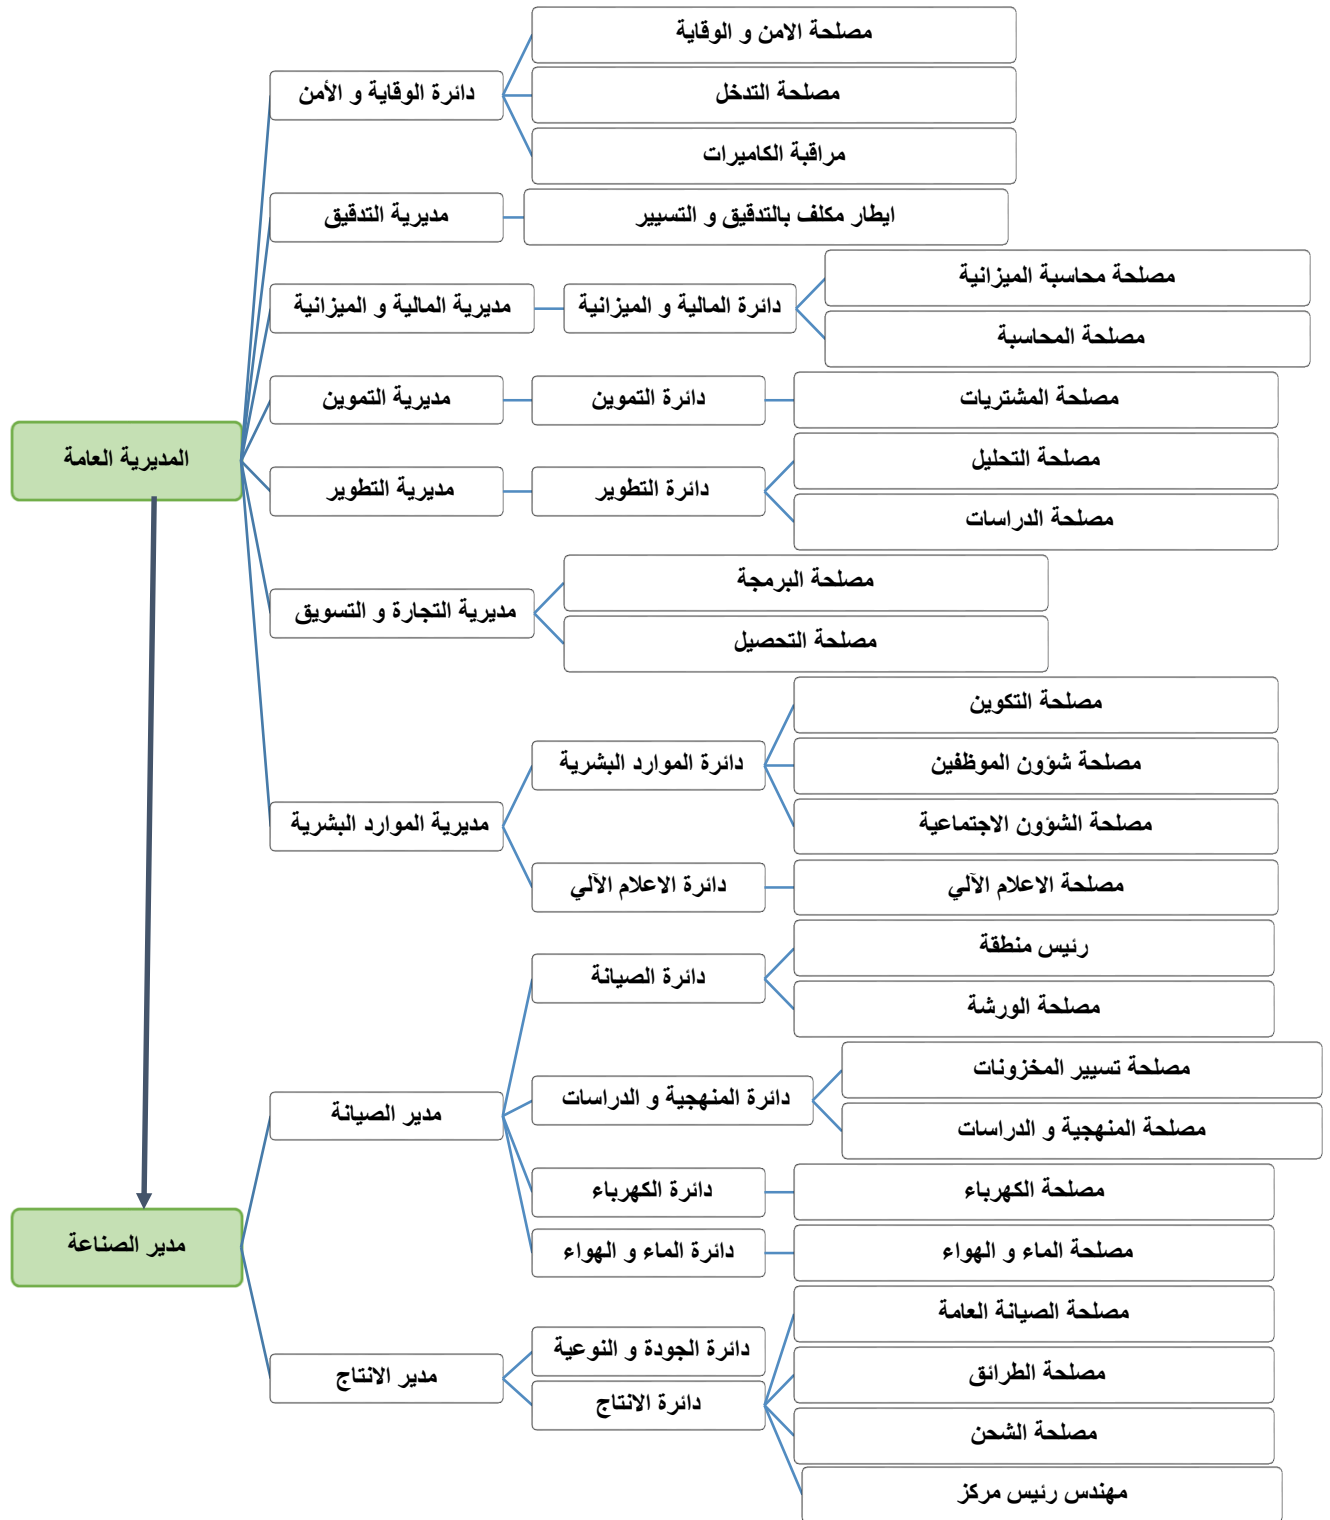 مصلحة الامن و الوقاية
دائرة الوقاية و الأمن
مصلحة التدخل
مراقبة الكاميرات
مديرية التدقيق
ايطار مكلف بالتدقيق و التسيير
مصلحة محاسبة الميزانية
مديرية المالية و الميزانية
دائرة المالية و الميزانية
مصلحة المحاسبة
مديرية التموين
دائرة التموين
مصلحة المشتريات
المديرية العامة
مصلحة التحليل
مديرية التطوير
دائرة التطوير
مصلحة الدراسات
مصلحة البرمجة
مديرية التجارة و التسويق
مصلحة التحصيل
مصلحة التكوين
دائرة الموارد البشرية
مصلحة شؤون الموظفين
مديرية الموارد البشرية
مصلحة الشؤون الاجتماعية
دائرة الاعلام الآلي
مصلحة الاعلام الآلي
رئيس منطقة
دائرة الصيانة
مصلحة الورشة
مصلحة تسيير المخزونات
مدير الصيانة
دائرة المنهجية و الدراسات
مصلحة المنهجية و الدراسات
دائرة الكهرباء
مصلحة الكهرباء
مدير الصناعة
دائرة الماء و الهواء
مصلحة الماء و الهواء
مصلحة الصيانة العامة
دائرة الجودة و النوعية
مصلحة الطرائق
مدير الانتاج
دائرة الانتاج
مصلحة الشحن
مهندس رئيس مركز